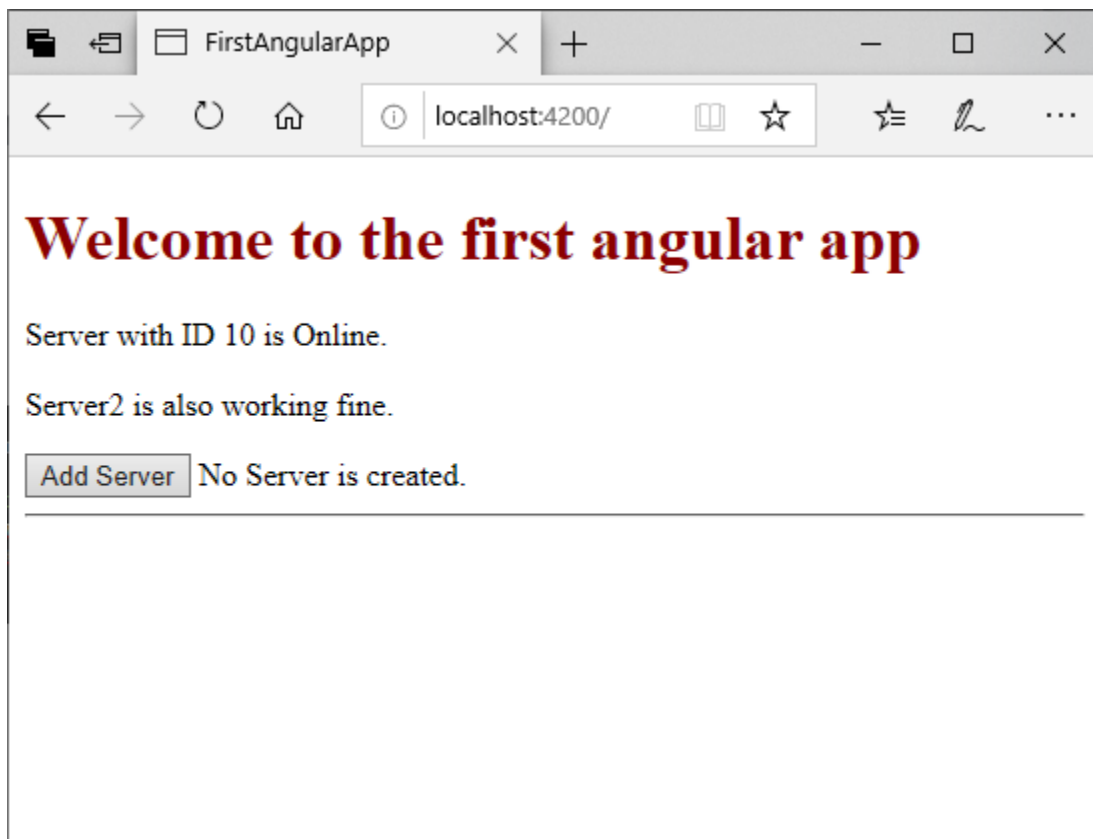 FirstAngularApp
localhost:4200/
Welcome to the first angular app
Server with ID 10 is Online.
Server2 is also working fine.
Add Server No Server is created.